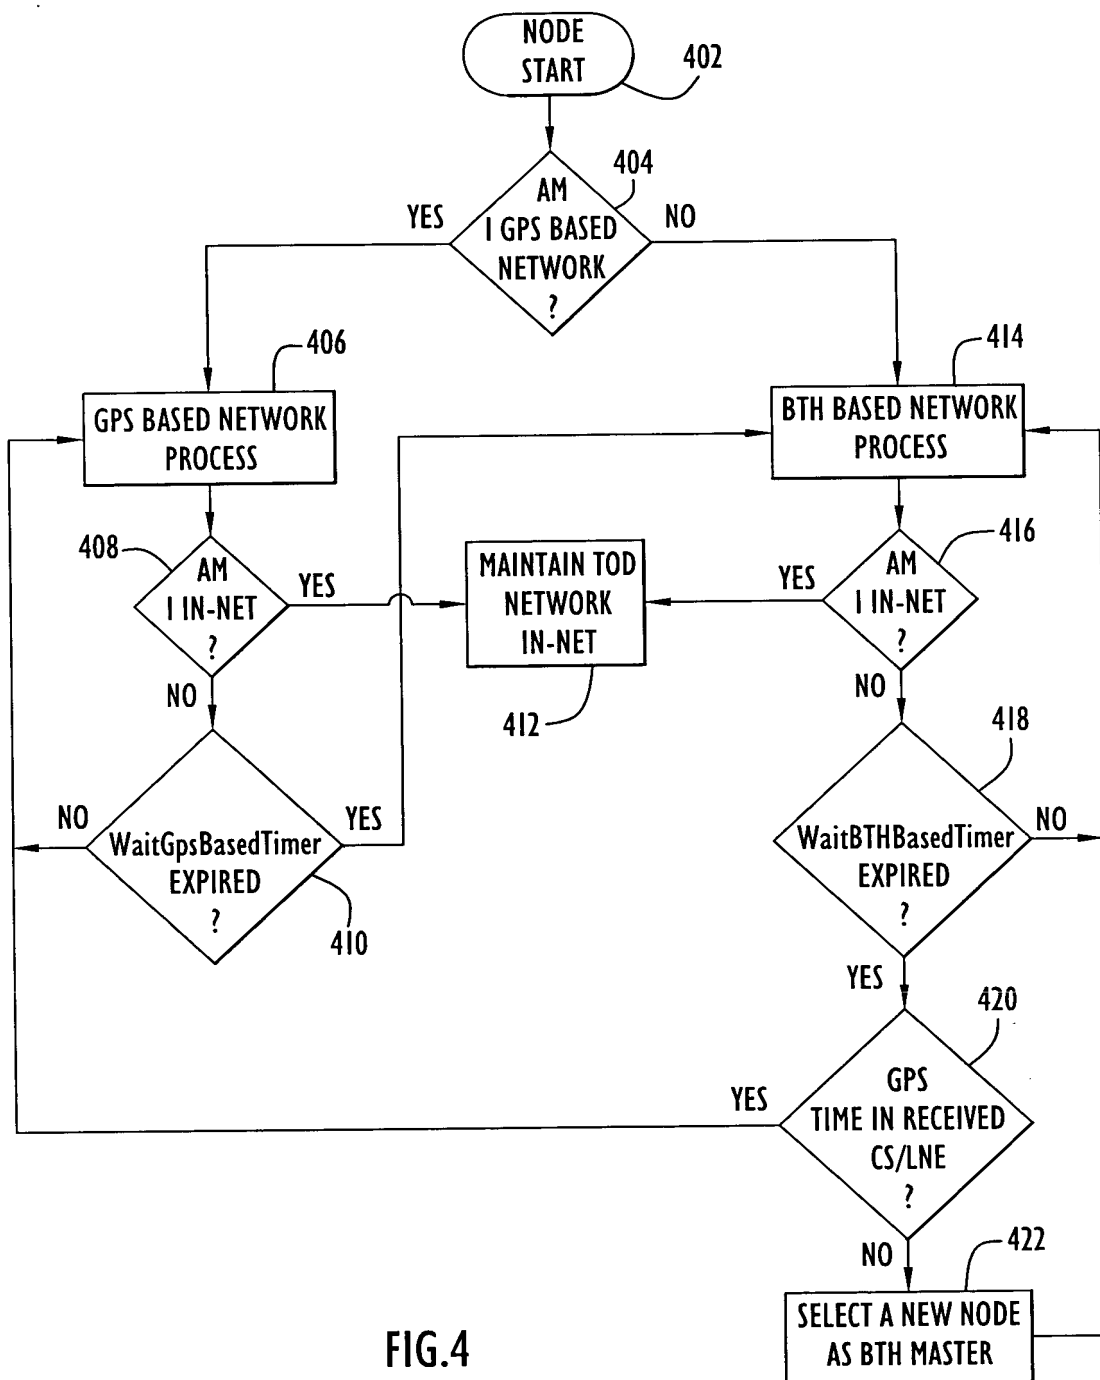 NODE
START
402
404
AM
I GPS BASED
NETWORK
?
YES
NO
406
414
GPS BASED NETWORK
PROCESS
BTH BASED NETWORK
PROCESS
408
AM
I IN-NET
?
YES
NO
MAINTAIN TOD
NETWORK
IN-NET
412
416
AM
I IN-NET
?
YES
NO
WaitGpsBasedTimer
EXPIRED
?
NO
YES
410
418
WaitBTHBasedTimer
EXPIRED
?
NO
YES
420
GPS
TIME IN RECEIVED
CS/LNE
?
YES
NO
422
SELECT A NEW NODE
AS BTH MASTER
FIG.4